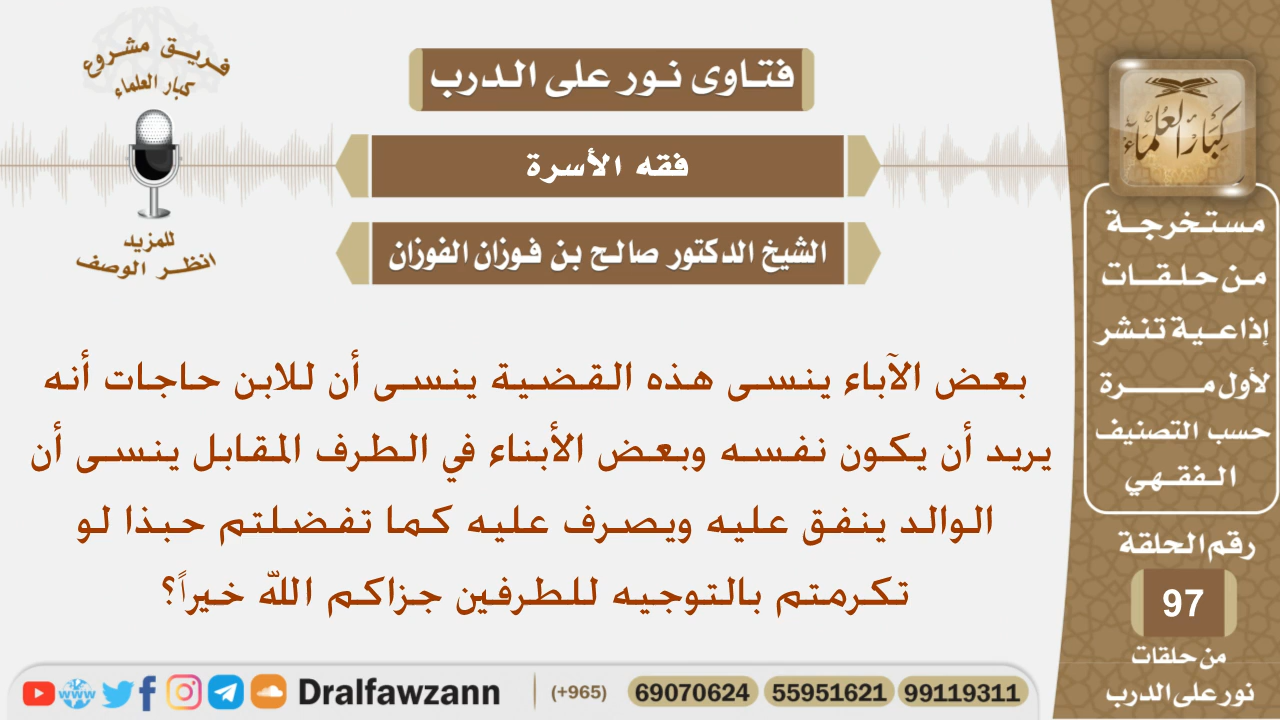 فريق مشروع
كبار العلماء
للمزيد
انظر الوصف
فتاوى نور على الدرب
فقه الأسرة
الشيخ الدكتور صالح بن فوزان الفوزان
بعض الآباء ينسى هذه القضية ينسى أن للابن حاجات أنه
يريد أن يكون نفسه وبعض الأبناء في الطرف المقابل ينسى أن
الوالد ينفق عليه ويصرف عليه كما تفضلتم حبذا لو
تكرمتم بالتوجيه للطرفين جزاكم الله خيراً؟
كِبَارُ العُلَمَاء
مستخرجة
من حلقات
إذاعية تنشر
لأول مرة
حسب التصنيف
الفقهي
رقم الحلقة
97
من حلقات
نور على الدرب
www
Dralfawzann
(+965)
69070624
55951621
99119311